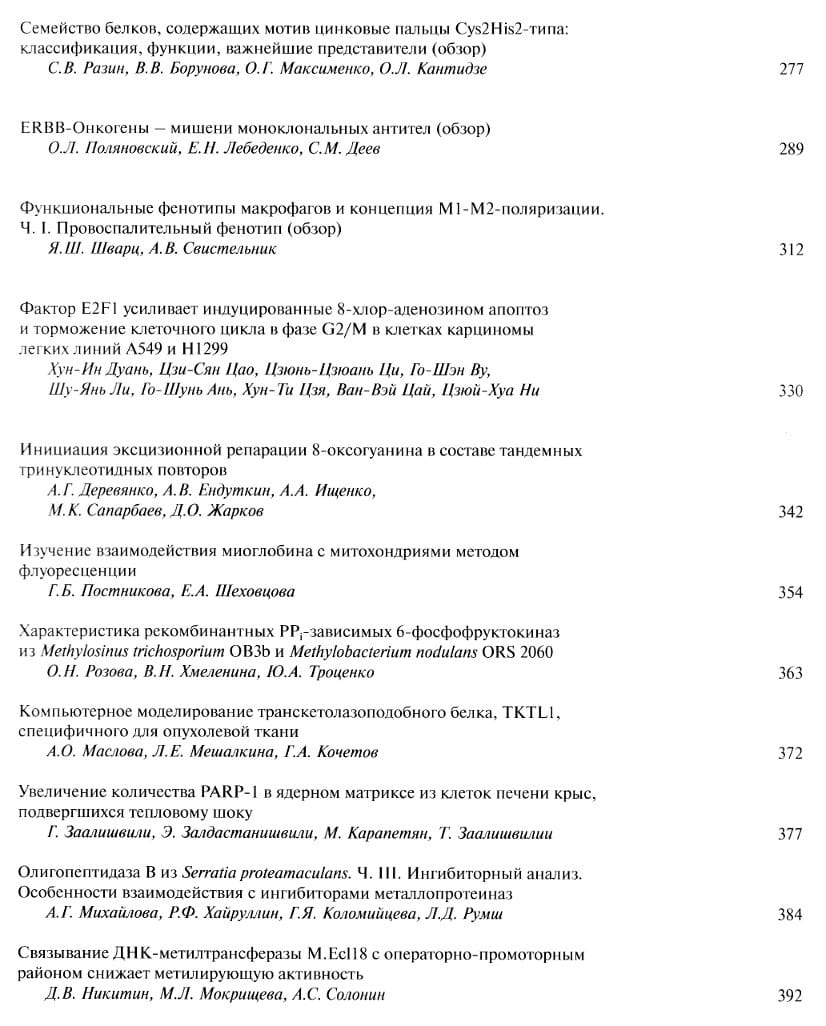 Семейство белков, содержащих мотив цинковые пальцы Cys2His2-типа:
классификация, функции, важнейшие представители (обзор)
С.В. Разин, В.В. Борунова, О.Г. Максименко, О.Л. Кантидзе 277
ERBB-Онкогены – мишени моноклональных антител (обзор)
О.Л. Поляновский, Е.Н. Лебеденко, С.М. Деев 289
Функциональные фенотипы макрофагов и концепция М1-М2-поляризации.
Ч. I. Провоспалительный фенотип (обзор)
Я.Ш. Шварц, А.В. Свистельник 312
Фактор E2F1 усиливает индуцированные 8-хлор-аденозином апоптоз
и торможение клеточного цикла в фазе G2/M в клетках карциномы
легких линий А549 и Н1299
Хун-Ин Дуань, Цзи-Сян Цао, Цзюнь-Цзюань Ци, Го-Шэн Ву,
Шу-Янь Ли, Го-Шунь Ань, Хун-Ти Цзя, Ван-Вэй Цай, Цзюй-Хуа Ни 330
Инициация эксцизионной репарации 8-оксогуанина в составе тандемных
тринуклеотидных повторов
А.Г. Деревянко, А.В. Ендуткин, А.А. Ищенко,
М.К. Сапарбаев, Д.О. Жарков 342
Изучение взаимодействия миоглобина с митохондриями методом
флуоресценции
Г.Б. Постникова, Е.А. Шеховцова 354
Характеристика рекомбинантных PPi-зависимых 6-фосфофруктокиназ
из Methylosinus trichosporium OB3b и Methylobacterium nodulans ORS 2060
О.Н. Розова, В.Н. Хмеленина, Ю.А. Троценко 363
Компьютерное моделирование транскетолазоподобного белка, TKTL1,
специфичного для опухолевой ткани
А.О. Маслова, Л.Е. Мешалкина, Г.А. Кочетов 372
Увеличение количества PARP-1 в ядерном матриксе из клеток печени крыс,
подвергшихся тепловому шоку
Г. Заалишвили, Э. Залдастанишвили, М. Карапетян, Т. Заалишвилии 377
Олигопептидаза В из Serratia proteamaculans. Ч. III. Ингибиторный анализ.
Особенности взаимодействия с ингибиторами металлопротеиназ
А.Г. Михайлова, Р.Ф. Хайруллин, Г.Я. Коломийцева, Л.Д. Румш 384
Связывание ДНК-метилтрансферазы M.Ecl18 с операторно-промоторным
районом снижает метилирующую активность
Д.В. Никитин, М.Л. Мокрищева, А.С. Солонин 392